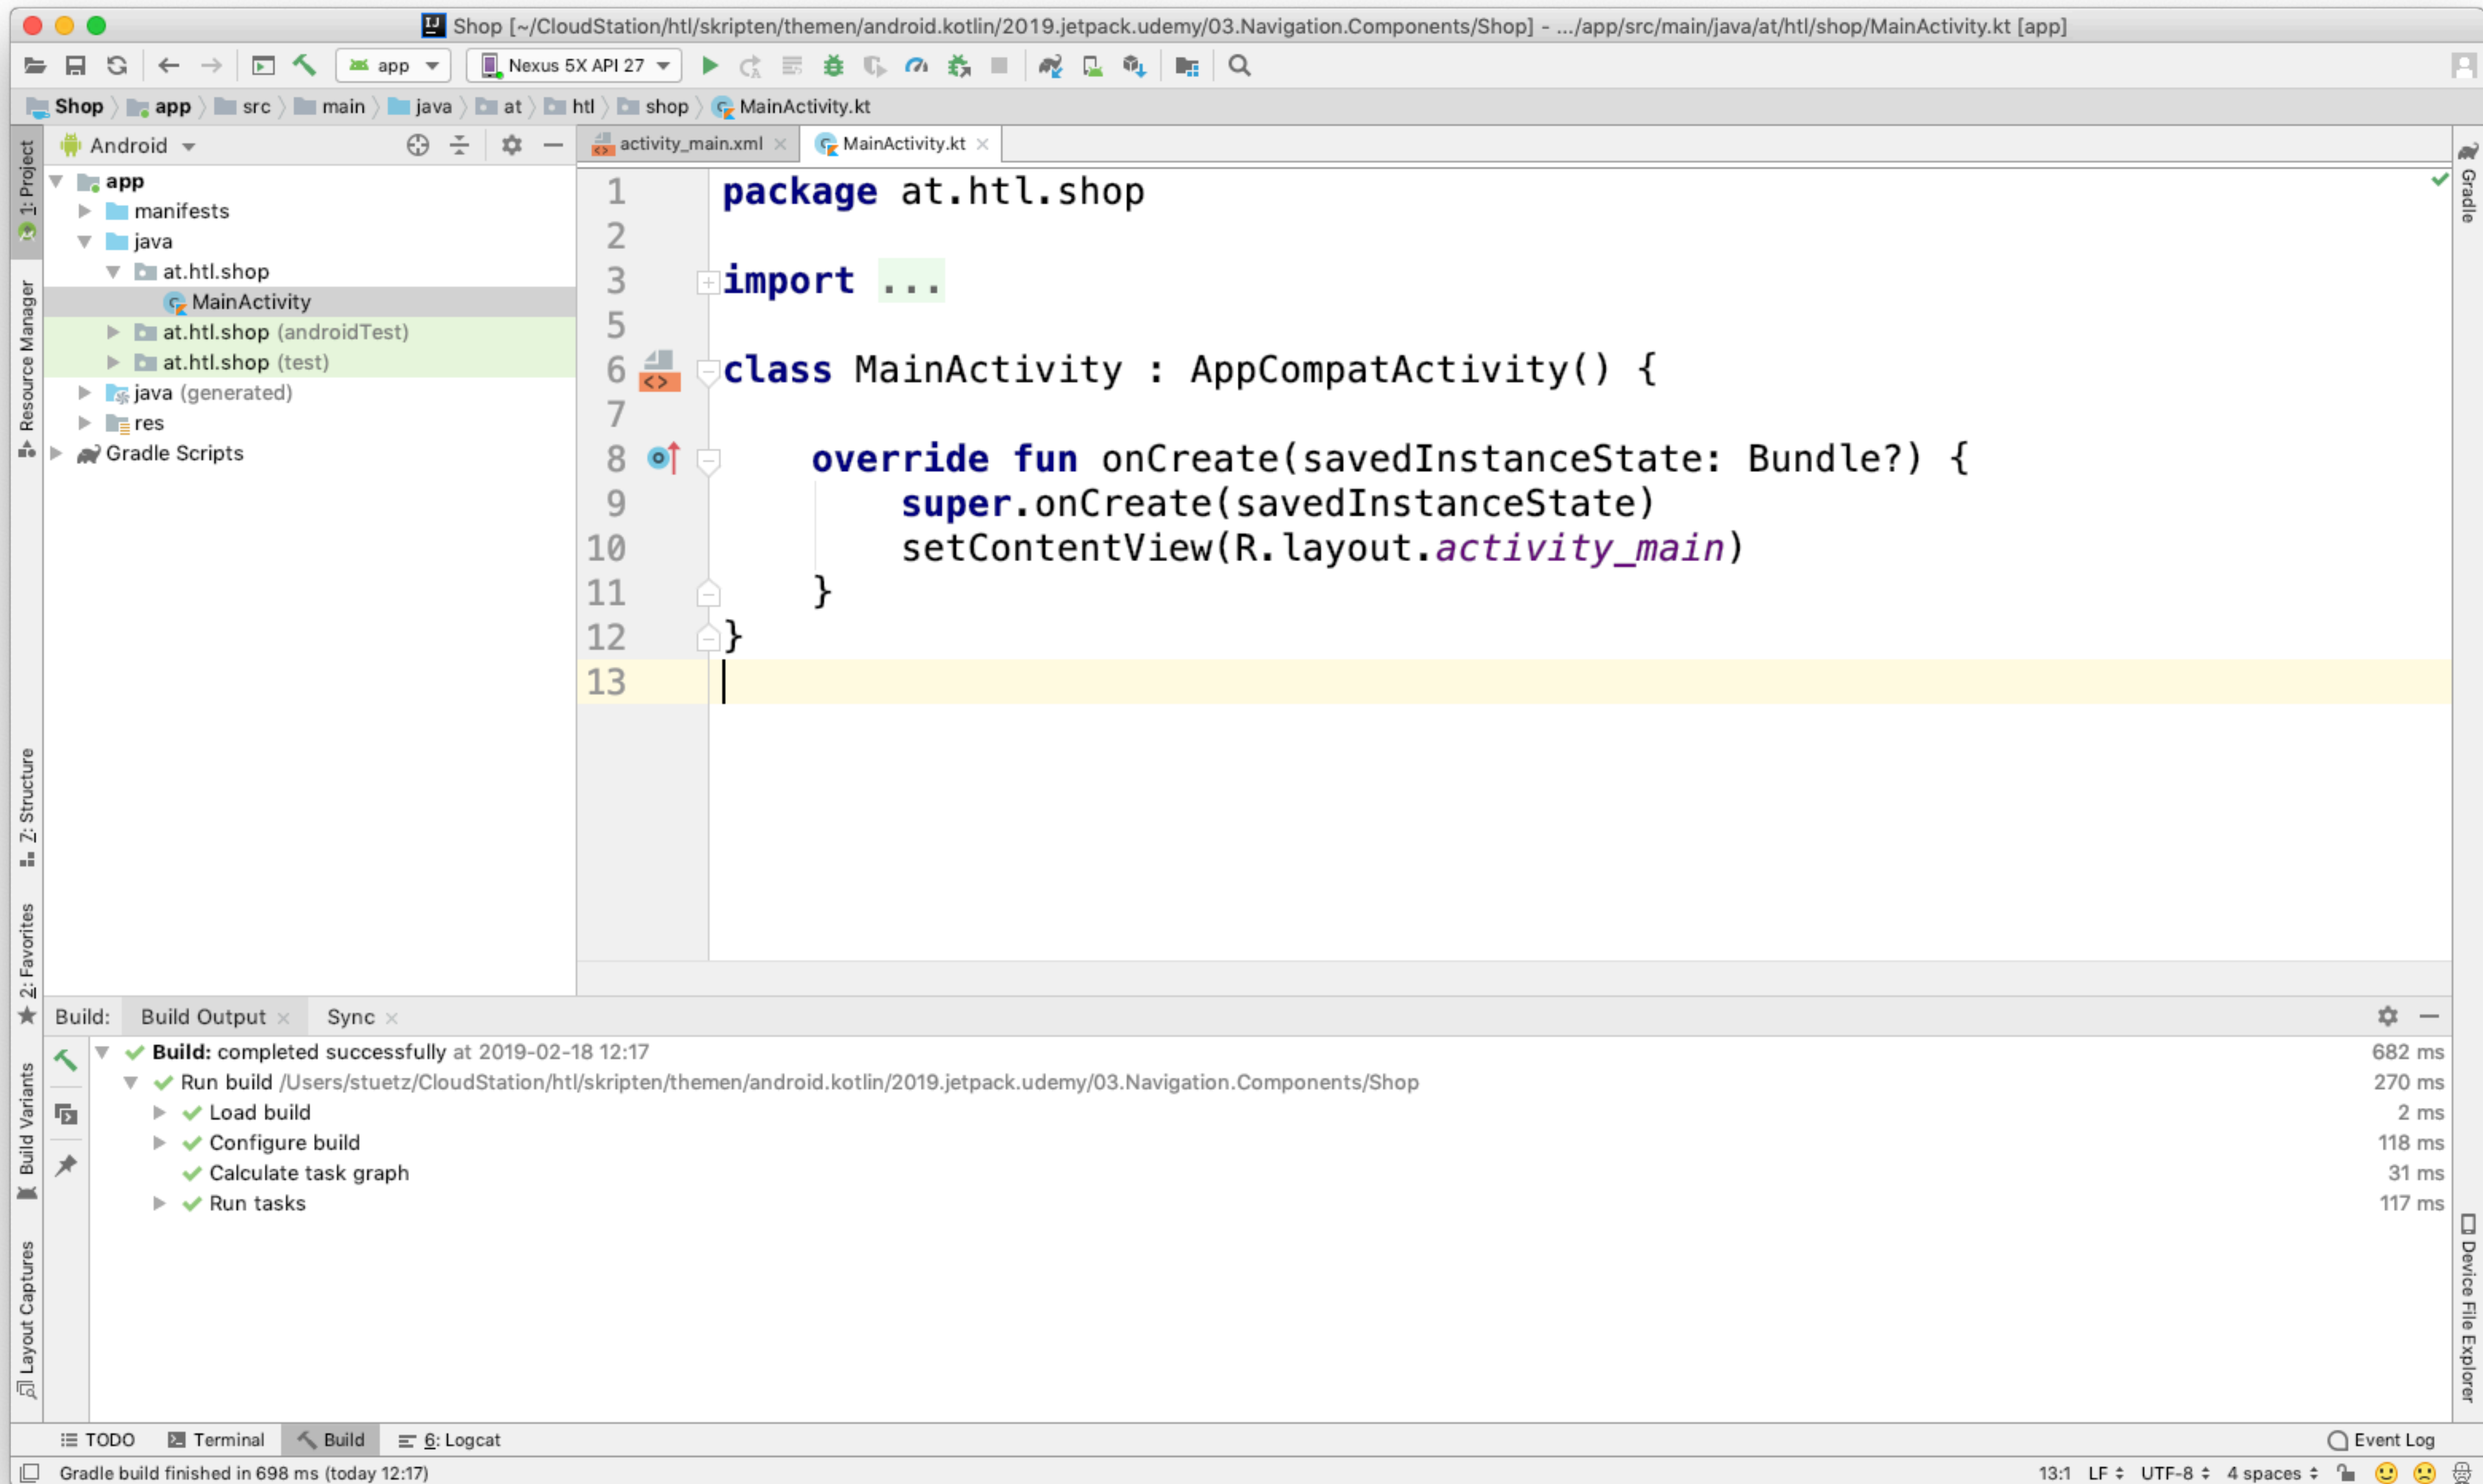 Shop [~/CloudStation/htl/skripten/themen/android.kotlin/2019.jetpack.udemy/03.Navigation.Components/Shop] - .../app/src/main/java/at/htl/shop/MainActivity.kt [app]
app Nexus 5X API 27
Shop app src main java at htl shop MainActivity.kt
1: Project
Resource Manager
Z: Structure
2: Favorites
Build Variants
Layout Captures
Android
app
manifests
java
at.htl.shop
MainActivity
at.htl.shop (androidTest)
at.htl.shop (test)
java (generated)
res
Gradle Scripts
activity_main.xml MainActivity.kt
1 package at.htl.shop
2
3 import ...
5
6 class MainActivity : AppCompatActivity() {
7
8 override fun onCreate(savedInstanceState: Bundle?) {
9 super.onCreate(savedInstanceState)
10 setContentView(R.layout.activity_main)
11 }
12 }
13
Gradle
Device File Explorer
Build: Build Output Sync
Build: completed successfully at 2019-02-18 12:17 682 ms
Run build /Users/stuetz/CloudStation/htl/skripten/themen/android.kotlin/2019.jetpack.udemy/03.Navigation.Components/Shop 270 ms
Load build 2 ms
Configure build 118 ms
Calculate task graph 31 ms
Run tasks 117 ms
TODO Terminal Build 6: Logcat Event Log
Gradle build finished in 698 ms (today 12:17) 13:1 LF UTF-8 4 spaces